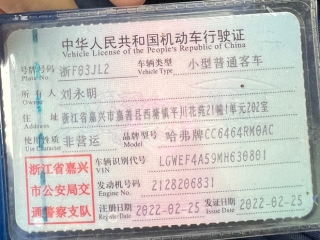 中华人民共和国机动车行驶证
Vehicle License of the People's Republic of China
号牌号码 浙F03JL2 车辆类型 小型普通客车
Plate No. Vehicle Type
所有人 刘永明
Owner
住址 浙江省嘉兴市嘉善县西塘镇平川花苑21幢1单元202室
使用性质 非营运 品牌型号 哈弗牌CC6464RM0AC
Use Character Model
浙江省嘉兴市公安局交通警察支队
车辆识别代号 LGWEF4A59MH630801
VIN
发动机号码 2128206831
Engine No.
注册日期 2022-02-25 发证日期 2022-02-25
Register Date Issue Date